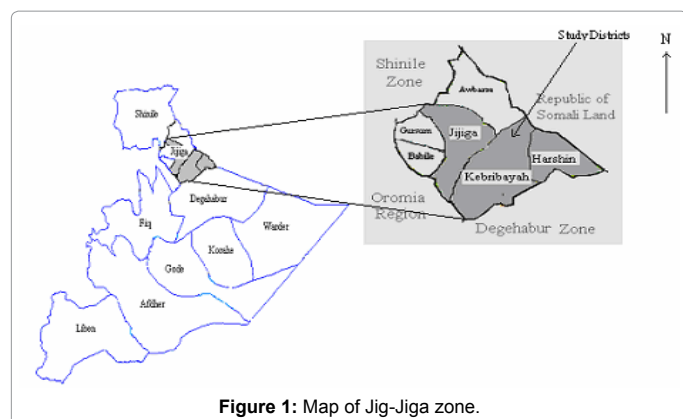 Study Districts
N
Shinile
Zone
Awbarre
Republic of
Somali Land
Shinile
Gursum
Jijiga
Jijiga
Babile
Harshin
Kebribayah
Oromia
Region
Degehabur Zone
Degehabur
Fiq
Warder
Korahe
Gode
Afdher
Liben
Figure 1: Map of Jig-Jiga zone.